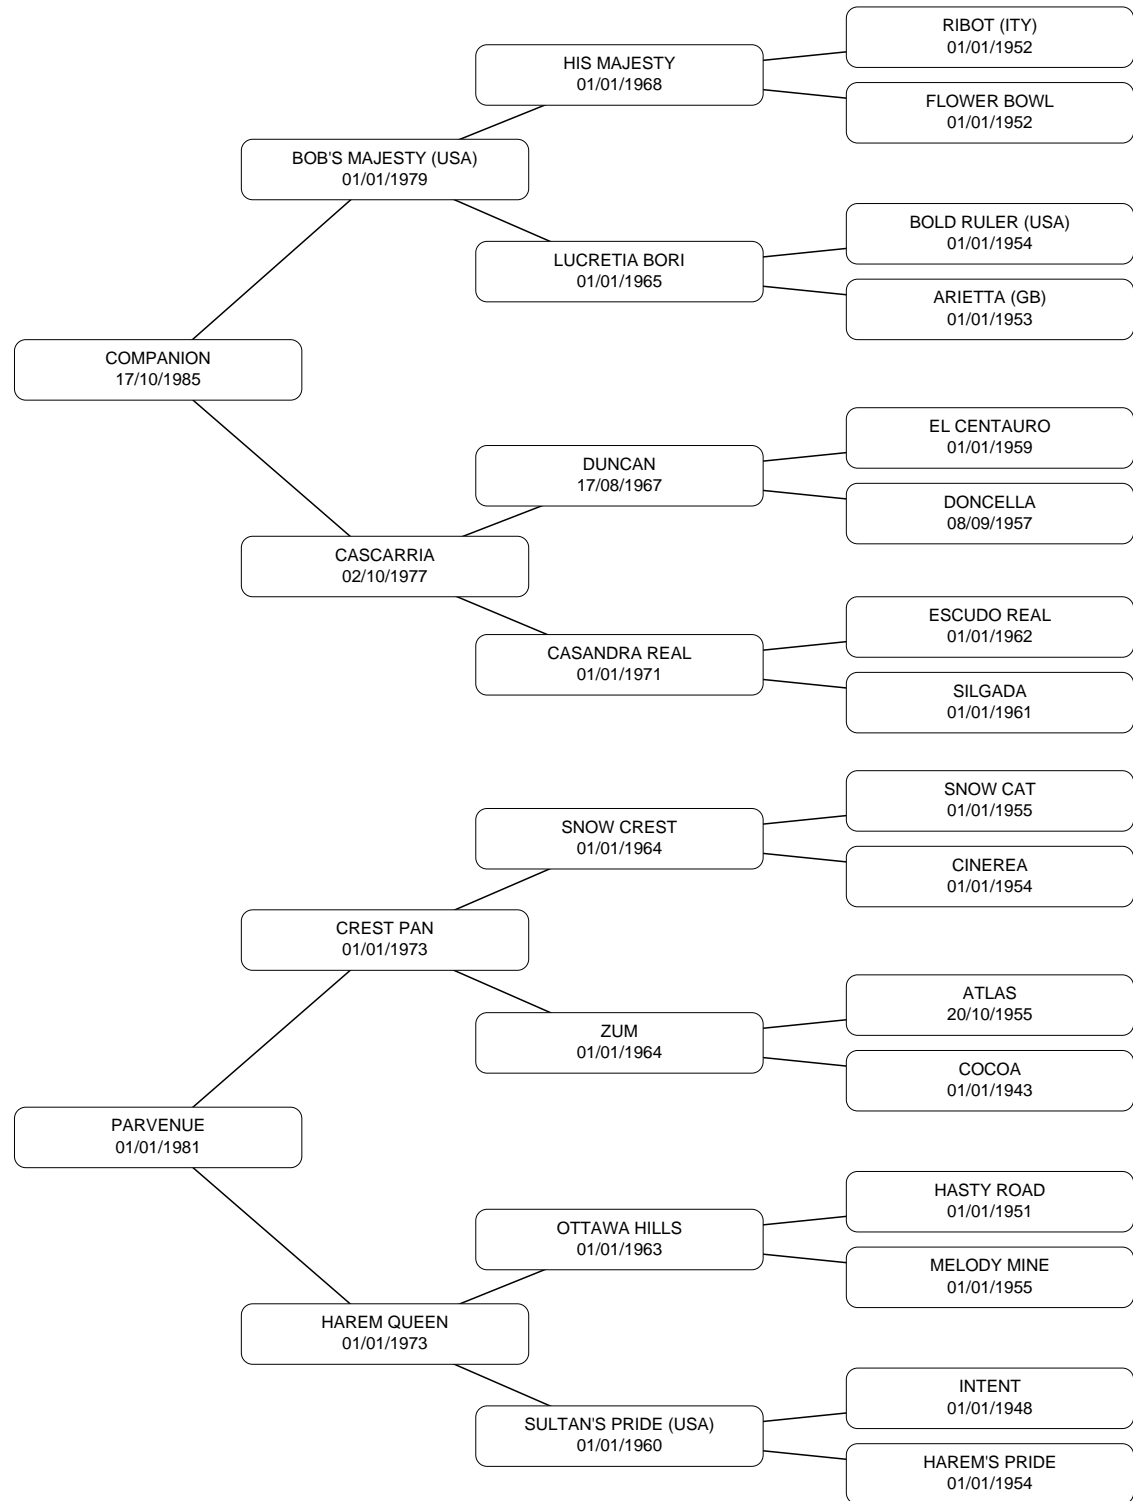 RIBOT (ITY)
01/01/1952
HIS MAJESTY
01/01/1968
FLOWER BOWL
01/01/1952
BOB'S MAJESTY (USA)
01/01/1979
BOLD RULER (USA)
01/01/1954
LUCRETIA BORI
01/01/1965
ARIETTA (GB)
01/01/1953
COMPANION
17/10/1985
EL CENTAURO
01/01/1959
DUNCAN
17/08/1967
DONCELLA
08/09/1957
CASCARRIA
02/10/1977
ESCUDO REAL
01/01/1962
CASANDRA REAL
01/01/1971
SILGADA
01/01/1961
SNOW CAT
01/01/1955
SNOW CREST
01/01/1964
CINEREA
01/01/1954
CREST PAN
01/01/1973
ATLAS
20/10/1955
ZUM
01/01/1964
COCOA
01/01/1943
PARVENUE
01/01/1981
HASTY ROAD
01/01/1951
OTTAWA HILLS
01/01/1963
MELODY MINE
01/01/1955
HAREM QUEEN
01/01/1973
INTENT
01/01/1948
SULTAN'S PRIDE (USA)
01/01/1960
HAREM'S PRIDE
01/01/1954